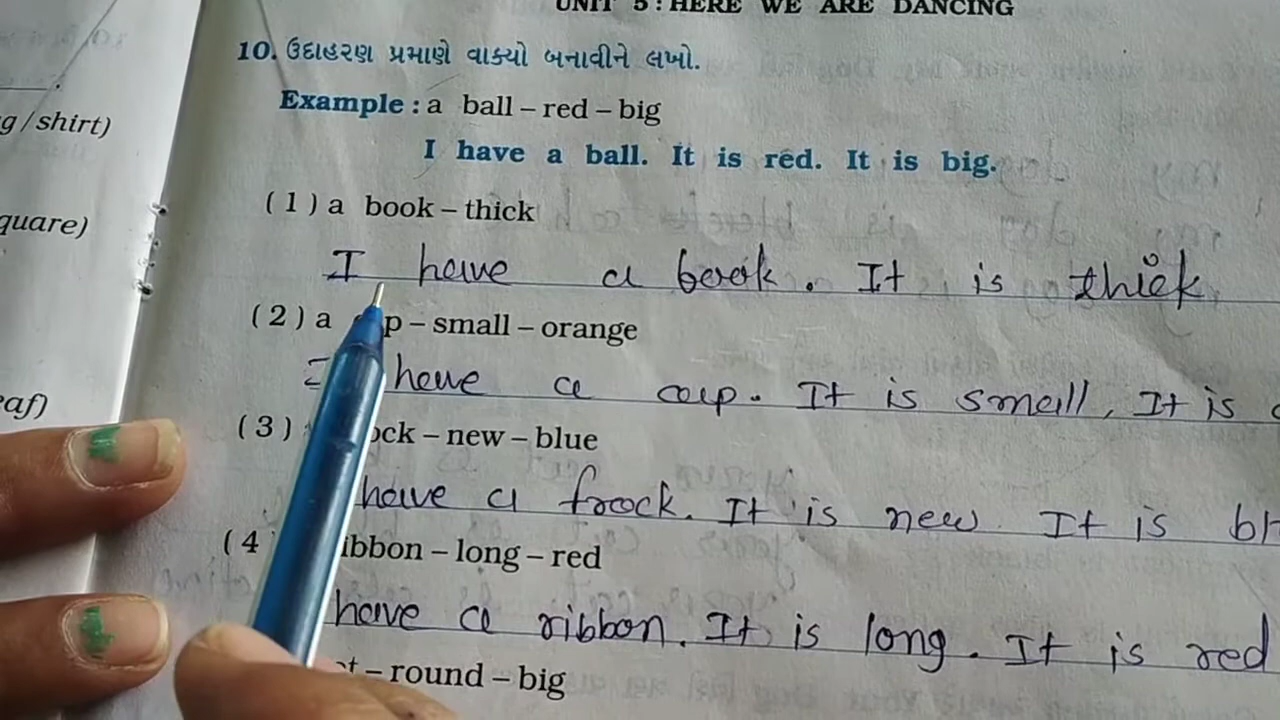 UNIT 5 : HERE WE ARE DANCING
10. ઉદાહરણ પ્રમાણે વાક્યો બનાવીને લખો.
Example : a ball – red – big
I have a ball. It is red. It is big.
g/shirt)
(1) a book – thick
quare)
I have a book. It is thick
(2) a – small – orange
I have a cup. It is small, It is
eaf)
(3) – new – blue
have a frock. It is new. It is
(4 – long – red
have a ribbon. It is long. It is red
– round – big